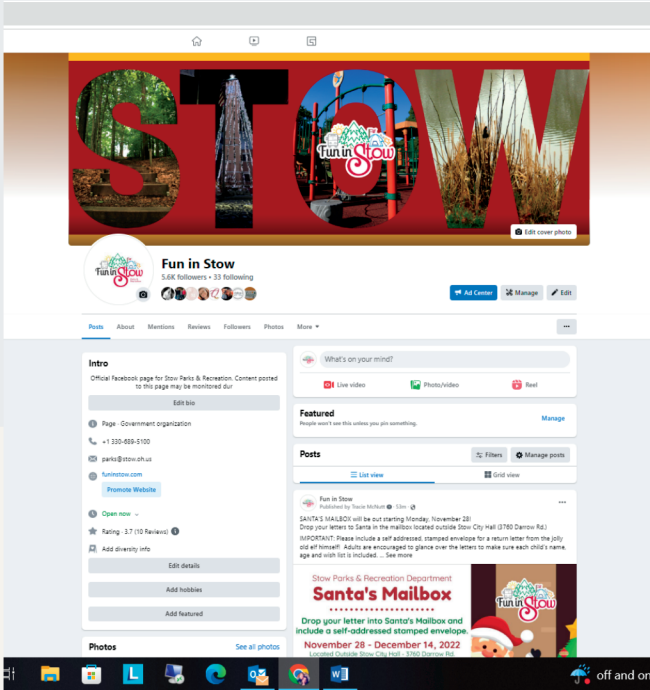 STOW
Fun in Stow
Edit cover photo
Fun in Stow
Fun in Stow
5.6K followers • 33 following
Ad Center
Manage
Edit
Posts
About
Mentions
Reviews
Followers
Photos
More
Intro
Official Facebook page for Stow Parks & Recreation. Content posted
to this page may be monitored dur
Edit bio
Page · Government organization
+1 330-689-5100
parks@stow.oh.us
funinstow.com
Promote Website
Open now
Rating · 3.7 (10 Reviews)
Add diversity info
Edit details
Add hobbies
Add featured
Photos
See all photos
What's on your mind?
Live video
Photo/video
Reel
Featured
People won't see this unless you pin something.
Manage
Posts
Filters
Manage posts
List view
Grid view
Fun in Stow
Published by Tracie McNutt · 53m ·
SANTA'S MAILBOX will be out starting Monday, November 28!
Drop your letters to Santa in the mailbox located outside Stow City Hall (3760 Darrow Rd.)
IMPORTANT: Please include a self addressed, stamped envelope for a return letter from the jolly
old elf himself! Adults are encouraged to glance over the letters to make sure each child's name,
age and wish list is included. ... See more
Stow Parks & Recreation Department
Santa's Mailbox
Drop your letter into Santa's Mailbox and
include a self-addressed stamped envelope.
November 28 - December 14, 2022
Located Outside Stow City Hall - 3760 Darrow Rd.
Fun in Stow
L
W
off and on